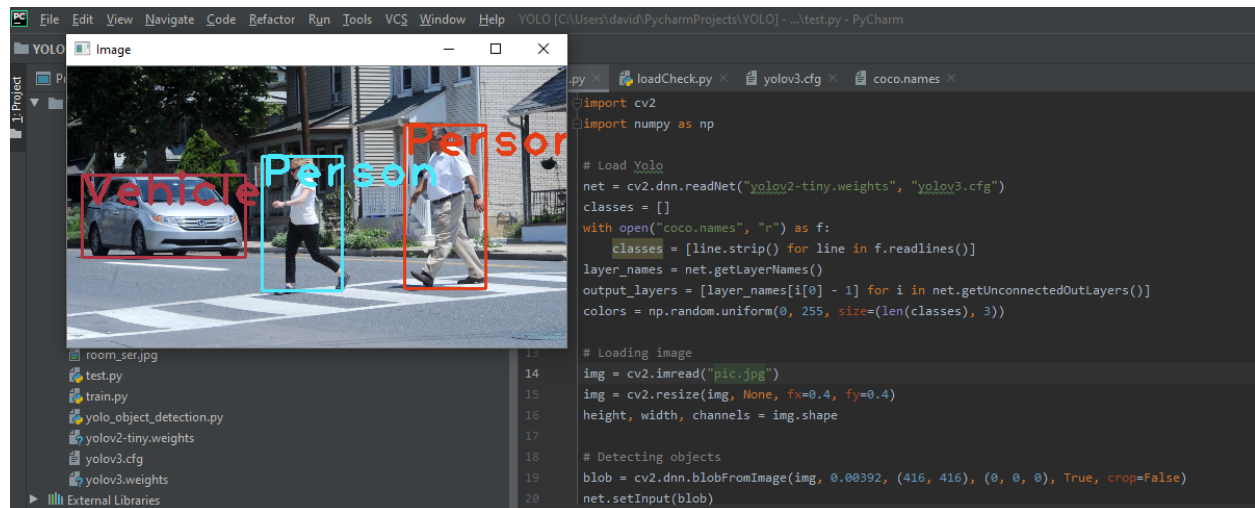 PC File Edit View Navigate Code Refactor Run Tools VCS Window Help YOLO [C:\Users\david\PycharmProjects\YOLO] - ...\test.py - PyCharm
YOLO
Image
1: Project
.py loadCheck.py yolov3.cfg coco.names
Vehicle
Person
Person
room_ser.jpg
test.py
train.py
yolo_object_detection.py
yolov2-tiny.weights
yolov3.cfg
yolov3.weights
External Libraries
import cv2
import numpy as np
# Load Yolo
net = cv2.dnn.readNet("yolov2-tiny.weights", "yolov3.cfg")
classes = []
with open("coco.names", "r") as f:
classes = [line.strip() for line in f.readlines()]
layer_names = net.getLayerNames()
output_layers = [layer_names[i[0] - 1] for i in net.getUnconnectedOutLayers()]
colors = np.random.uniform(0, 255, size=(len(classes), 3))
13 # Loading image
14 img = cv2.imread("pic.jpg")
15 img = cv2.resize(img, None, fx=0.4, fy=0.4)
16 height, width, channels = img.shape
17
18 # Detecting objects
19 blob = cv2.dnn.blobFromImage(img, 0.00392, (416, 416), (0, 0, 0), True, crop=False)
20 net.setInput(blob)